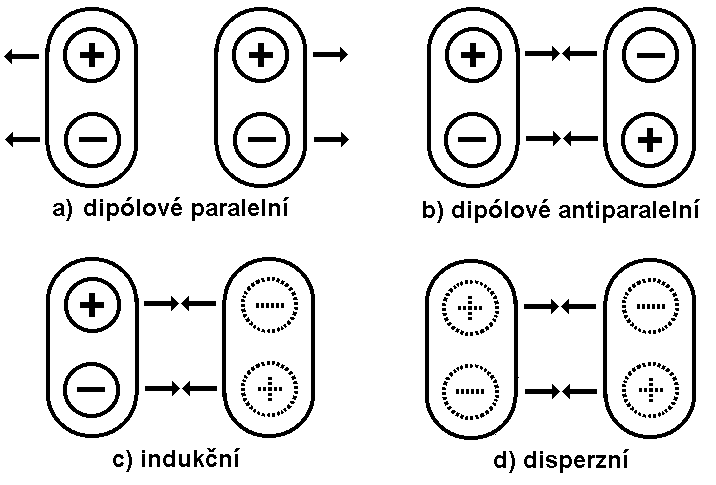 a) dipólové paralelní
b) dipólové antiparalelní
c) indukční
d) disperzní